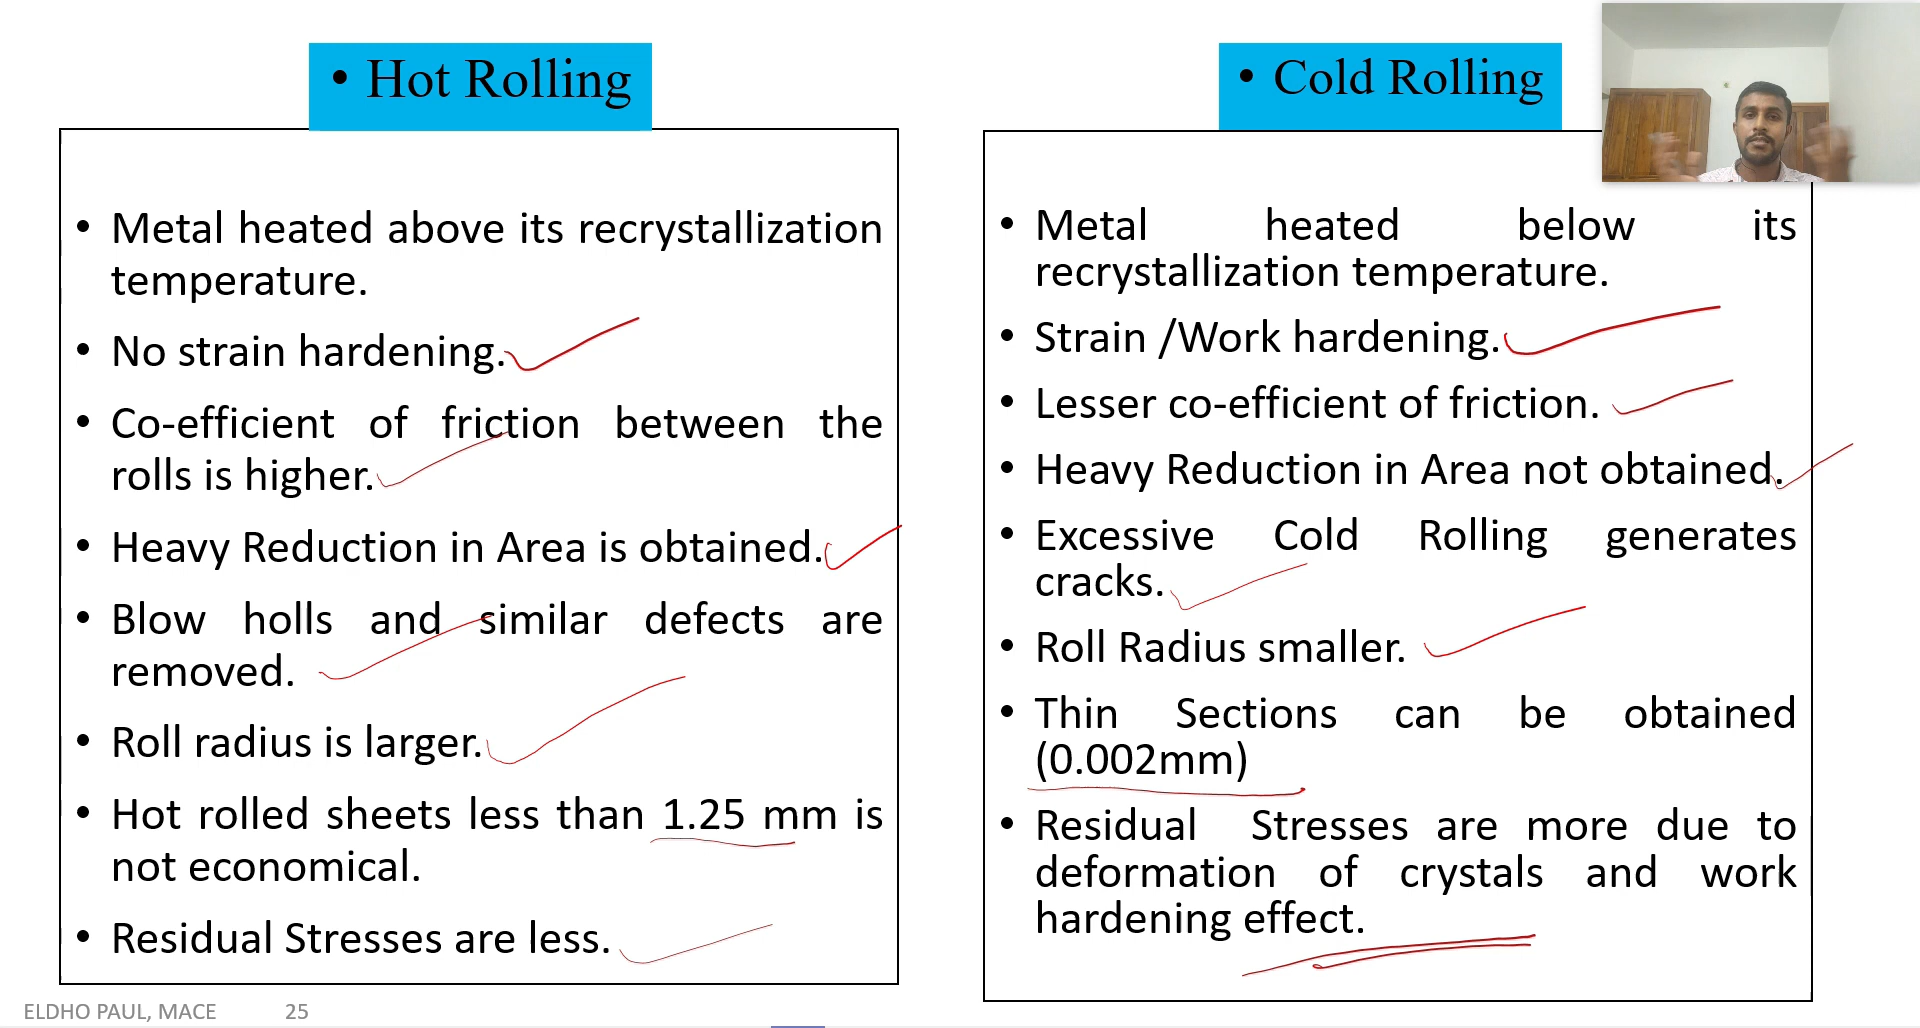 • Hot Rolling
• Metal heated above its recrystallization
temperature.
• No strain hardening.
• Co-efficient of friction between the
rolls is higher.
• Heavy Reduction in Area is obtained.
• Blow holls and similar defects are
removed.
• Roll radius is larger.
• Hot rolled sheets less than 1.25 mm is
not economical.
• Residual Stresses are less.
• Cold Rolling
• Metal heated below its
recrystallization temperature.
• Strain /Work hardening.
• Lesser co-efficient of friction.
• Heavy Reduction in Area not obtained.
• Excessive Cold Rolling generates
cracks.
• Roll Radius smaller.
• Thin Sections can be obtained
(0.002mm)
• Residual Stresses are more due to
deformation of crystals and work
hardening effect.
ELDHO PAUL, MACE 25